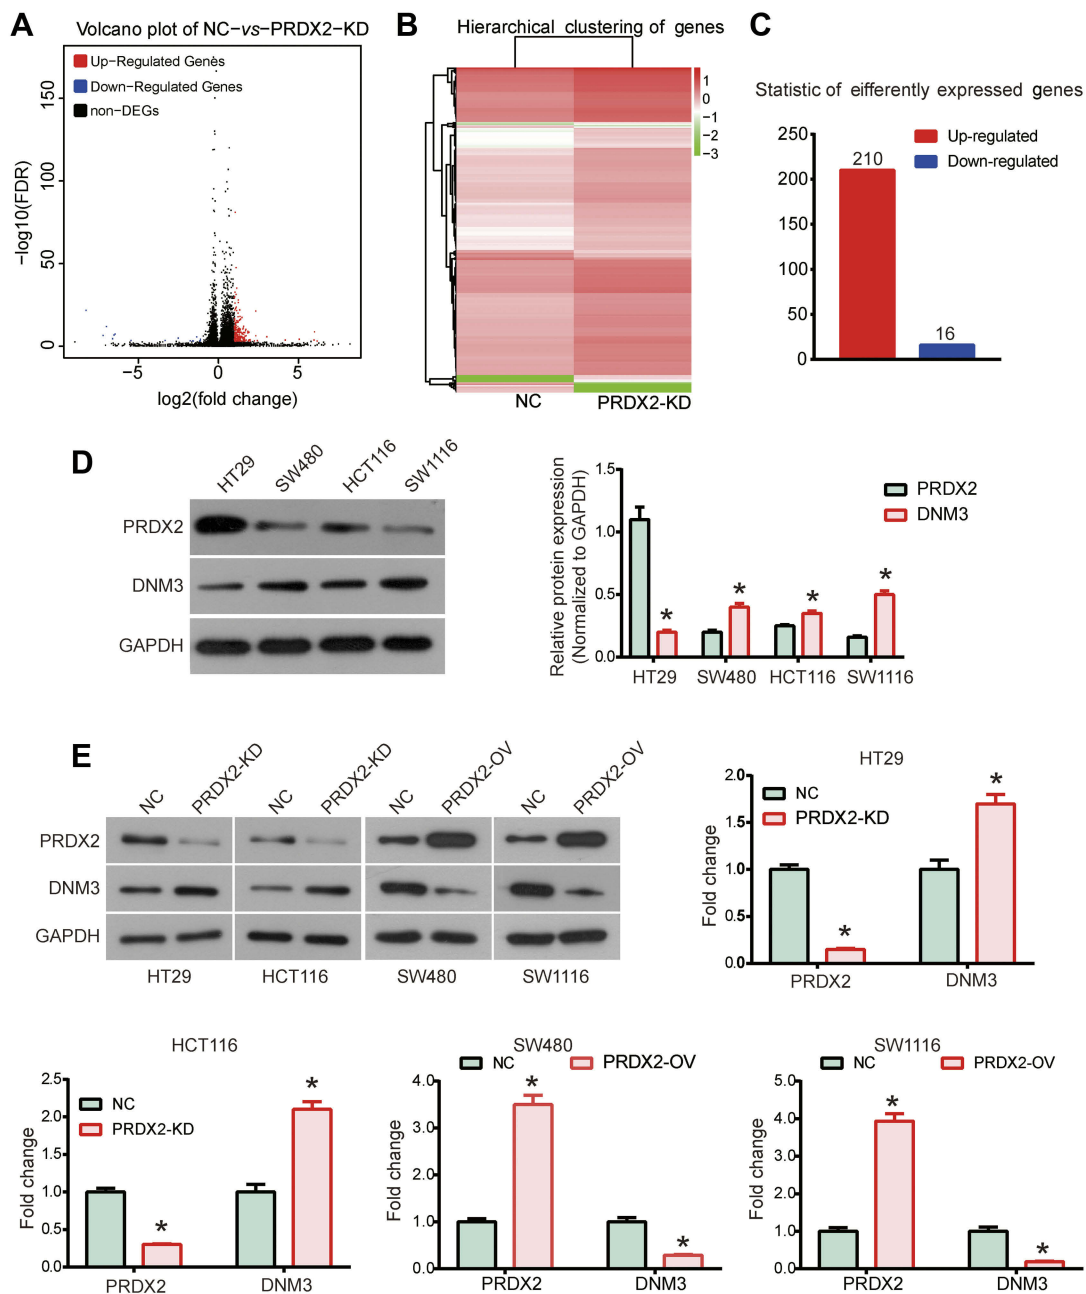 A
Volcano plot of NC−vs−PRDX2−KD
Up−Regulated Genes
Down−Regulated Genes
non−DEGs
−log10(FDR)
150
100
50
0
−5
0
5
log2(fold change)
B
Hierarchical clustering of genes
1
0
−1
−2
−3
NC
PRDX2-KD
C
Statistic of eifferently expressed genes
250
200
150
100
50
0
210
16
Up-regulated
Down-regulated
D
HT29
SW480
HCT116
SW1116
PRDX2
DNM3
GAPDH
Relative protein expression
(Normalized to GAPDH)
1.5
1.0
0.5
0.0
PRDX2
DNM3
*
*
*
*
HT29
SW480
HCT116
SW1116
E
NC
PRDX2-KD
NC
PRDX2-KD
NC
PRDX2-OV
NC
PRDX2-OV
PRDX2
DNM3
GAPDH
HT29
HCT116
SW480
SW1116
HT29
Fold change
2.0
1.5
1.0
0.5
0.0
NC
PRDX2-KD
*
*
PRDX2
DNM3
HCT116
Fold change
2.5
2.0
1.5
1.0
0.5
0.0
NC
PRDX2-KD
*
*
PRDX2
DNM3
SW480
NC
PRDX2-OV
Fold change
4.0
3.0
2.0
1.0
0.0
*
*
PRDX2
DNM3
SW1116
NC
PRDX2-OV
Fold change
5.0
4.0
3.0
2.0
1.0
0.0
*
*
PRDX2
DNM3